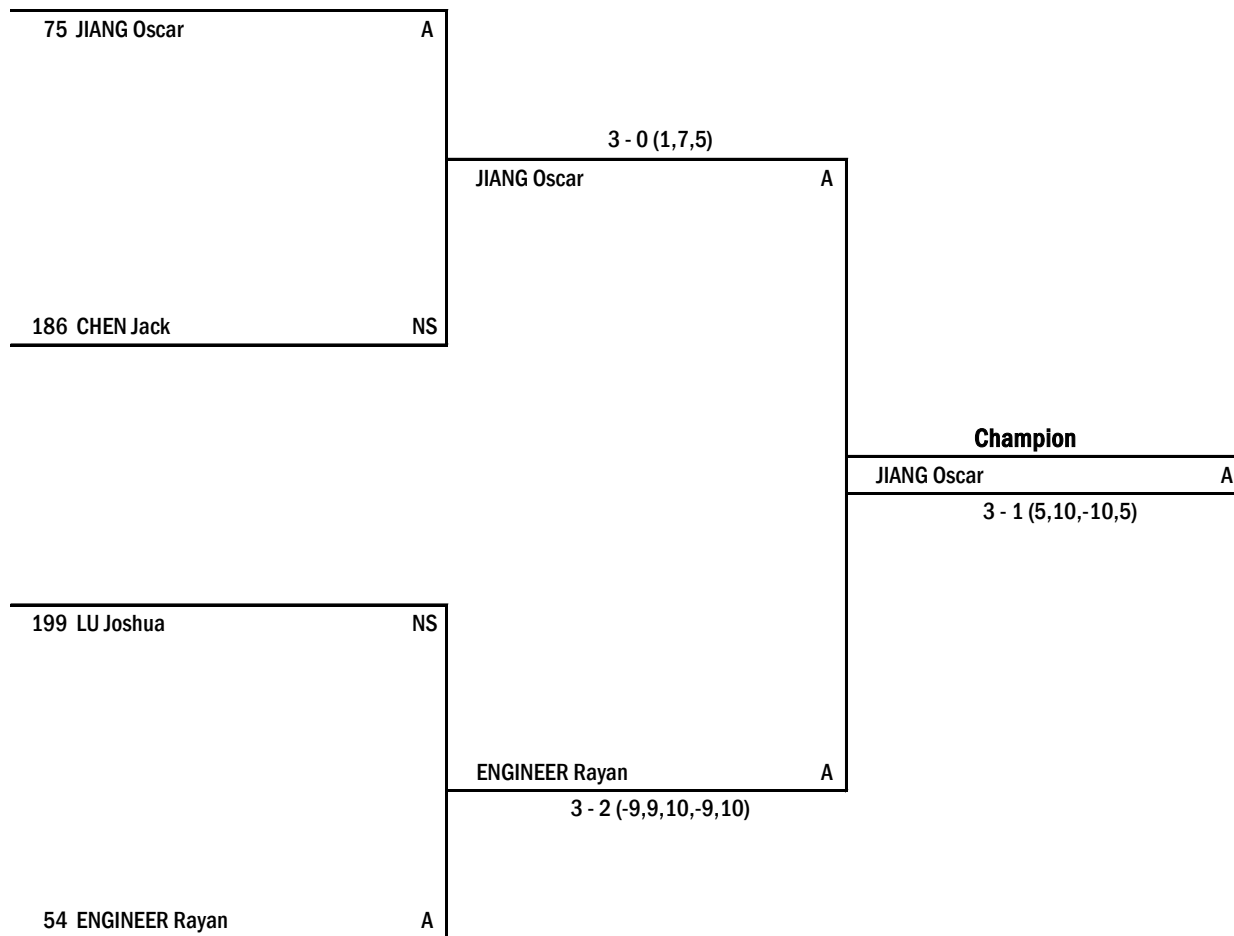 75 JIANG Oscar A
3 - 0 (1,7,5)
JIANG Oscar A
186 CHEN Jack NS
Champion
JIANG Oscar A
3 - 1 (5,10,-10,5)
199 LU Joshua NS
ENGINEER Rayan A
3 - 2 (-9,9,10,-9,10)
54 ENGINEER Rayan A